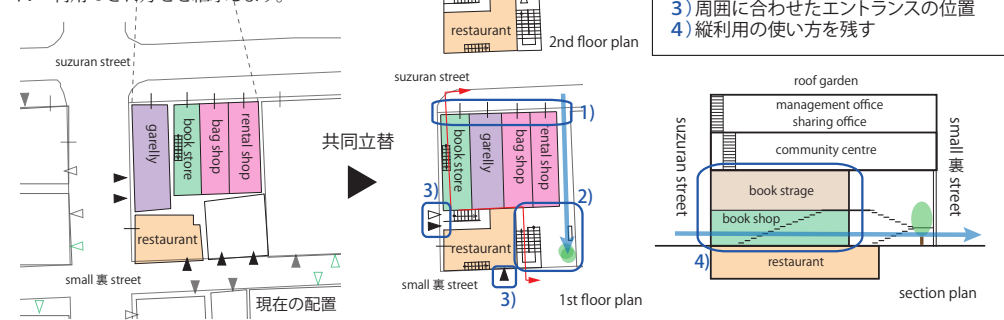 restaurant
2nd floor plan
3）周囲に合わせたエントランスの位置
4）縦利用の使い方を残す
suzuran street
garelly
book store
bag shop
rental shop
restaurant
small 裏 street
現在の配置
共同立替
suzuran street
1)
book store
garelly
bag shop
rental shop
2)
3)
restaurant
small 裏 street
3)
1st floor plan
roof garden
management office
sharing office
community centre
suzuran street
small 裏 street
book strage
book shop
4)
restaurant
section plan